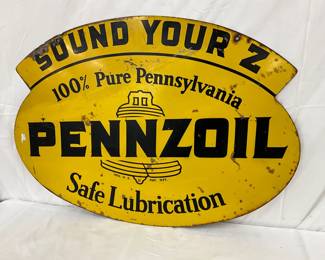 SOUND YOUR 'Z'
100% Pure Pennsylvania
PENNZOIL
Safe Lubrication